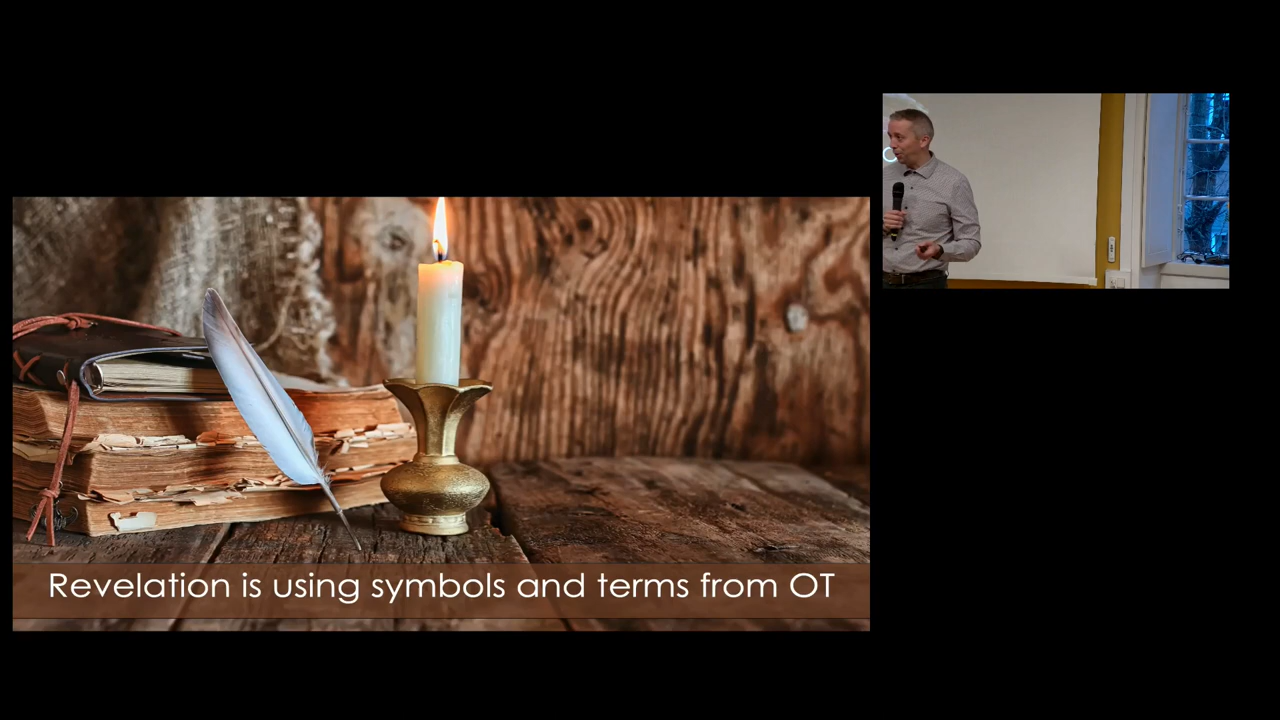 Revelation is using symbols and terms from OT